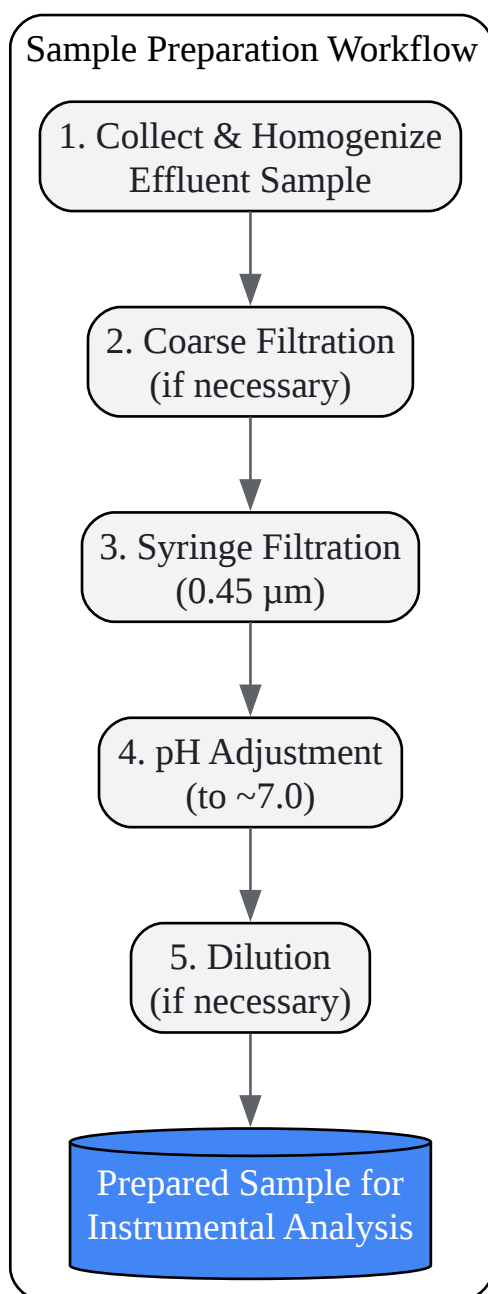 Sample Preparation Workflow
1. Collect & Homogenize
Effluent Sample
2. Coarse Filtration
(if necessary)
3. Syringe Filtration
(0.45 µm)
4. pH Adjustment
(to ~7.0)
5. Dilution
(if necessary)
Prepared Sample for
Instrumental Analysis